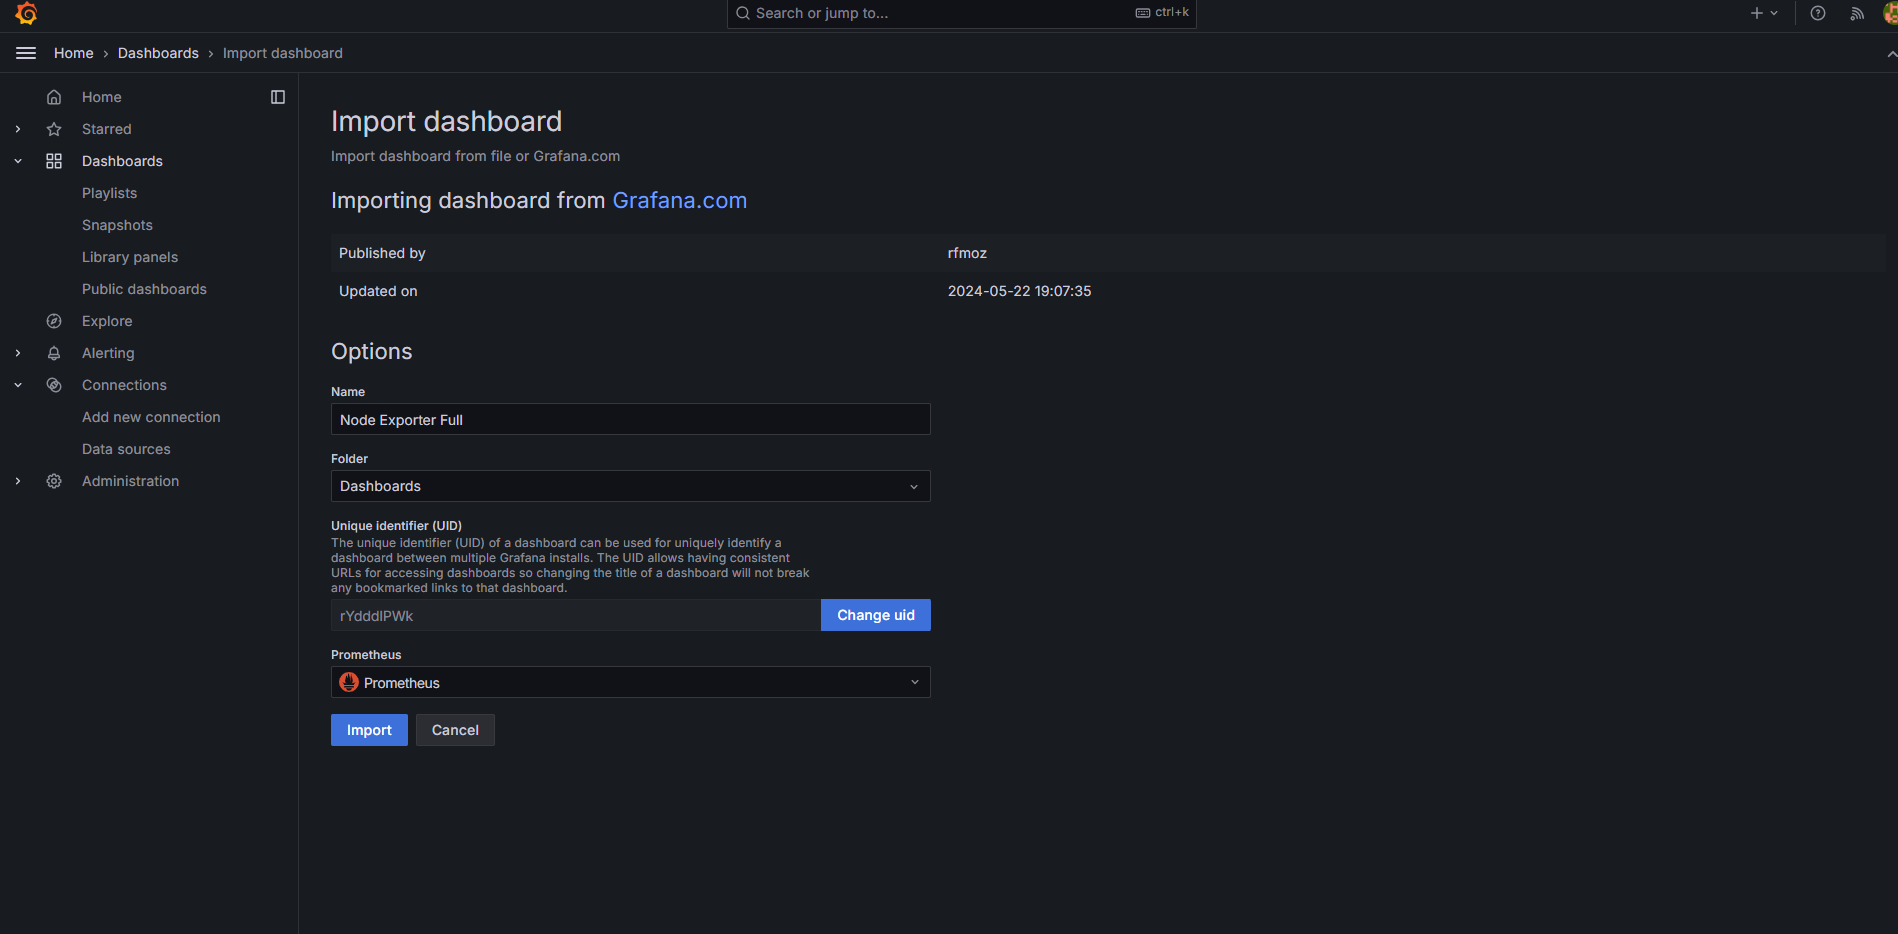 Search or jump to...
ctrl+k
Home › Dashboards › Import dashboard
Home
Starred
Dashboards
Playlists
Snapshots
Library panels
Public dashboards
Explore
Alerting
Connections
Add new connection
Data sources
Administration
Import dashboard
Import dashboard from file or Grafana.com
Importing dashboard from Grafana.com
Published by rfmoz
Updated on 2024-05-22 19:07:35
Options
Name
Node Exporter Full
Folder
Dashboards
Unique identifier (UID)
The unique identifier (UID) of a dashboard can be used for uniquely identify a
dashboard between multiple Grafana installs. The UID allows having consistent
URLs for accessing dashboards so changing the title of a dashboard will not break
any bookmarked links to that dashboard.
rYdddlPWk
Change uid
Prometheus
Prometheus
Import
Cancel